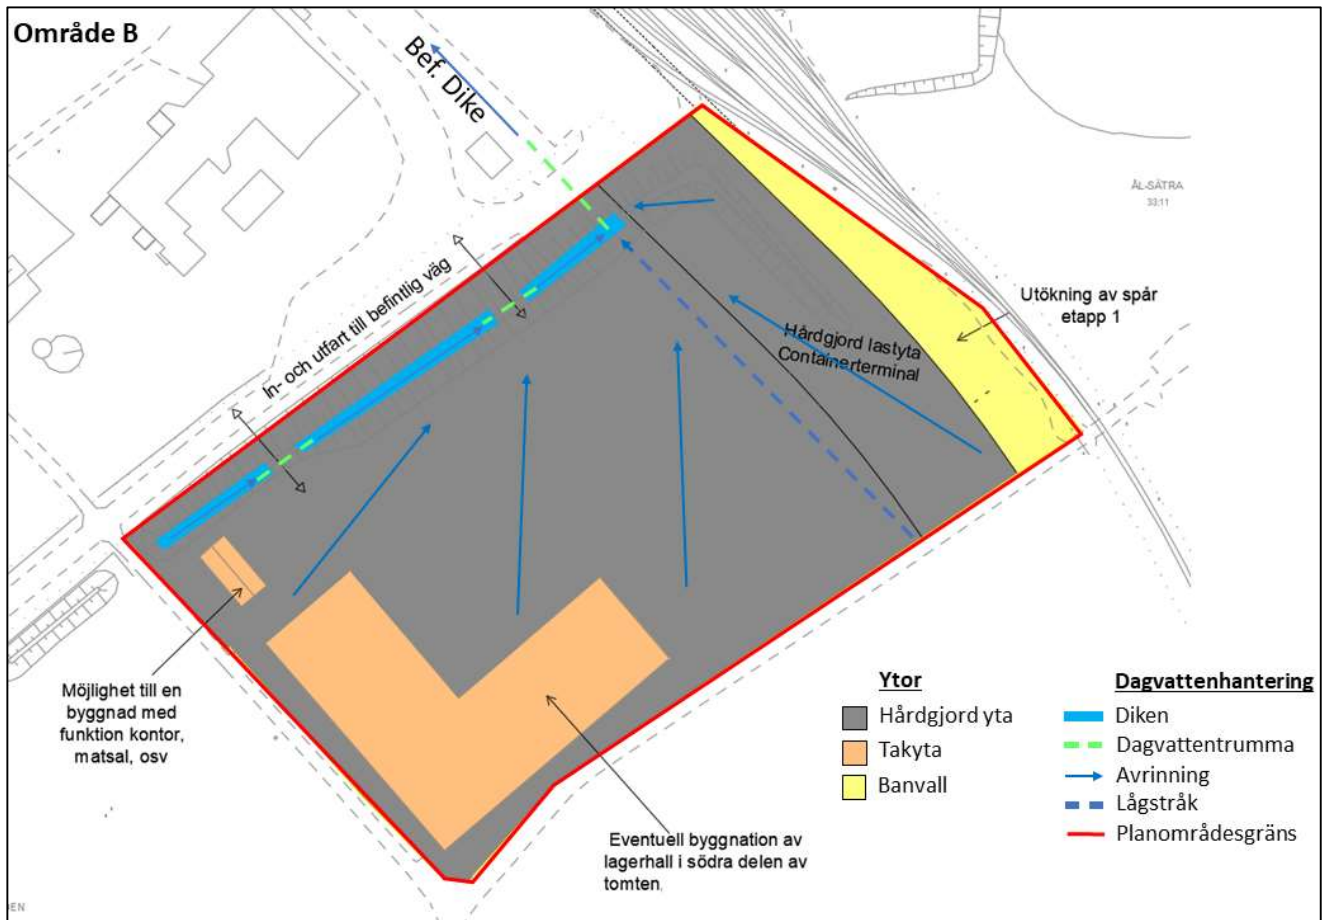 Område B
Bef. Dike
ÅL-SÄTRA
33:11
In- och utfart till befintlig väg
Utökning av spår
etapp 1
Hårdgjord lastyta
Containerterminal
Möjlighet till en
byggnad med
funktion kontor,
matsal, osv
Eventuell byggnation av
lagerhall i södra delen av
tomten.
Ytor
Hårdgjord yta
Takyta
Banvall
Dagvattenhantering
Diken
Dagvattentrumma
Avrinning
Lågstråk
Planområdesgräns
EN